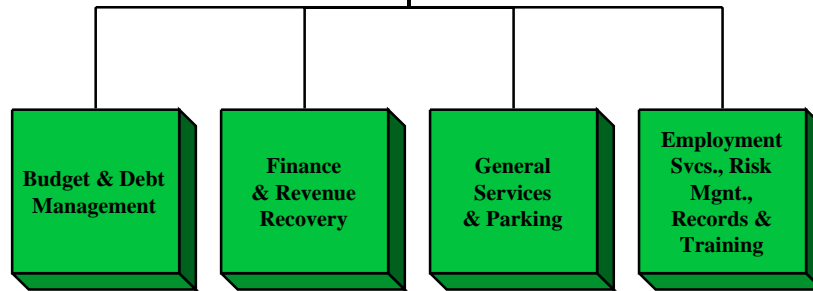 Budget & Debt
Management
Finance
& Revenue
Recovery
General
Services
& Parking
Employment
Svcs., Risk
Mgnt.,
Records &
Training